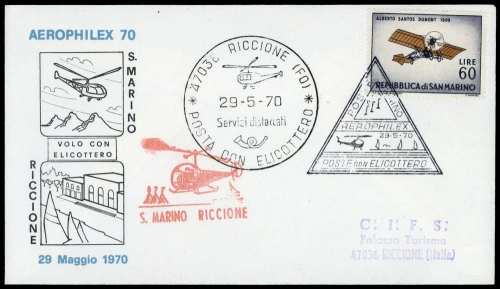 AEROPHILEX 70
S. MARINO
VOLO CON
ELICOTTERO
RICCIONE
29 Maggio 1970
* 47036 RICCIONE (FO) *
29-5-70
Servizi distaccati
POSTA CON ELICOTTERO
S. MARINO RICCIONE
ALBERTO SANTOS DUMONT 1906
LIRE
60
REPUBBLICA di SAN MARINO
AEROPHILEX
29-5-70
POSTE con ELICOTTERO
C. I. F. S.
Palazzo Turismo
47036 RICCIONE (Italia)